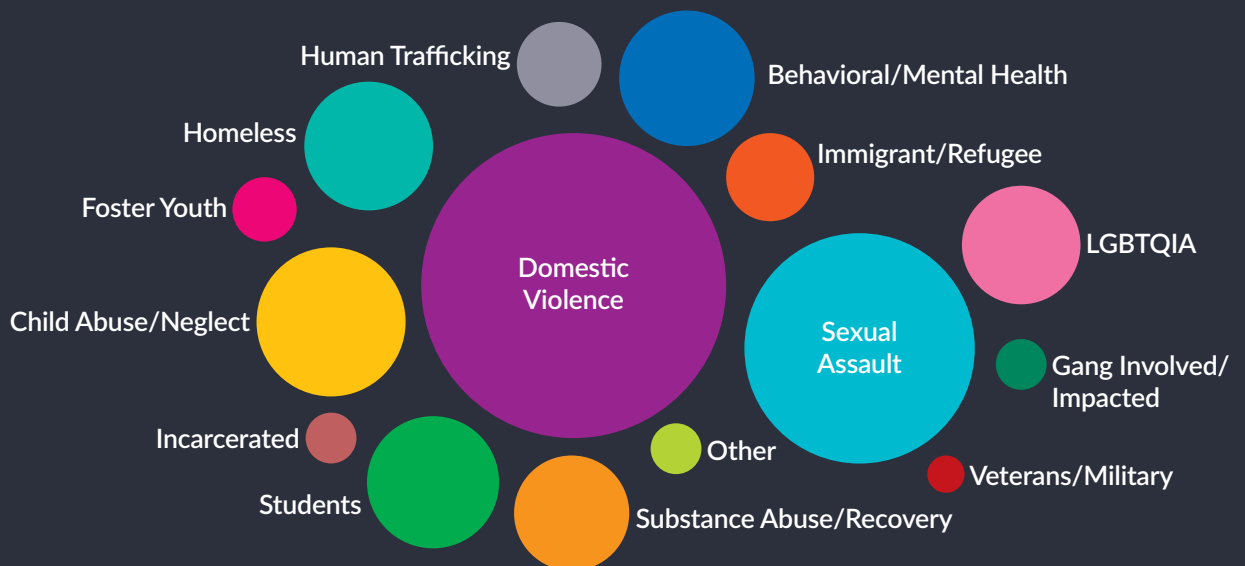 Human Trafficking
Behavioral/Mental Health
Homeless
Immigrant/Refugee
Foster Youth
LGBTQIA
Domestic
Violence
Child Abuse/Neglect
Sexual
Assault
Gang Involved/
Impacted
Incarcerated
Other
Veterans/Military
Students
Substance Abuse/Recovery